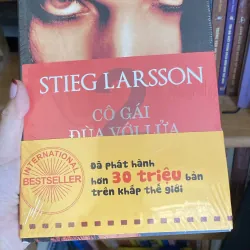 STIEG LARSSON
CÔ GÁI
ĐÙA VỚI LỬA
INTERNATIONAL
BESTSELLER
Đã phát hành
hơn 30 triệu bản
trên khắp thế giới